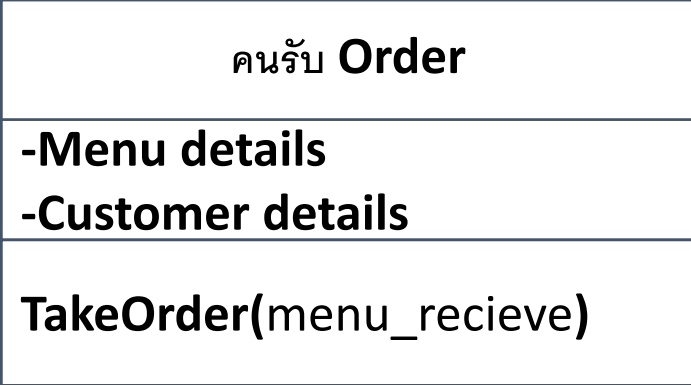 คนรับ Order
-Menu details
-Customer details
TakeOrder(menu_recieve)